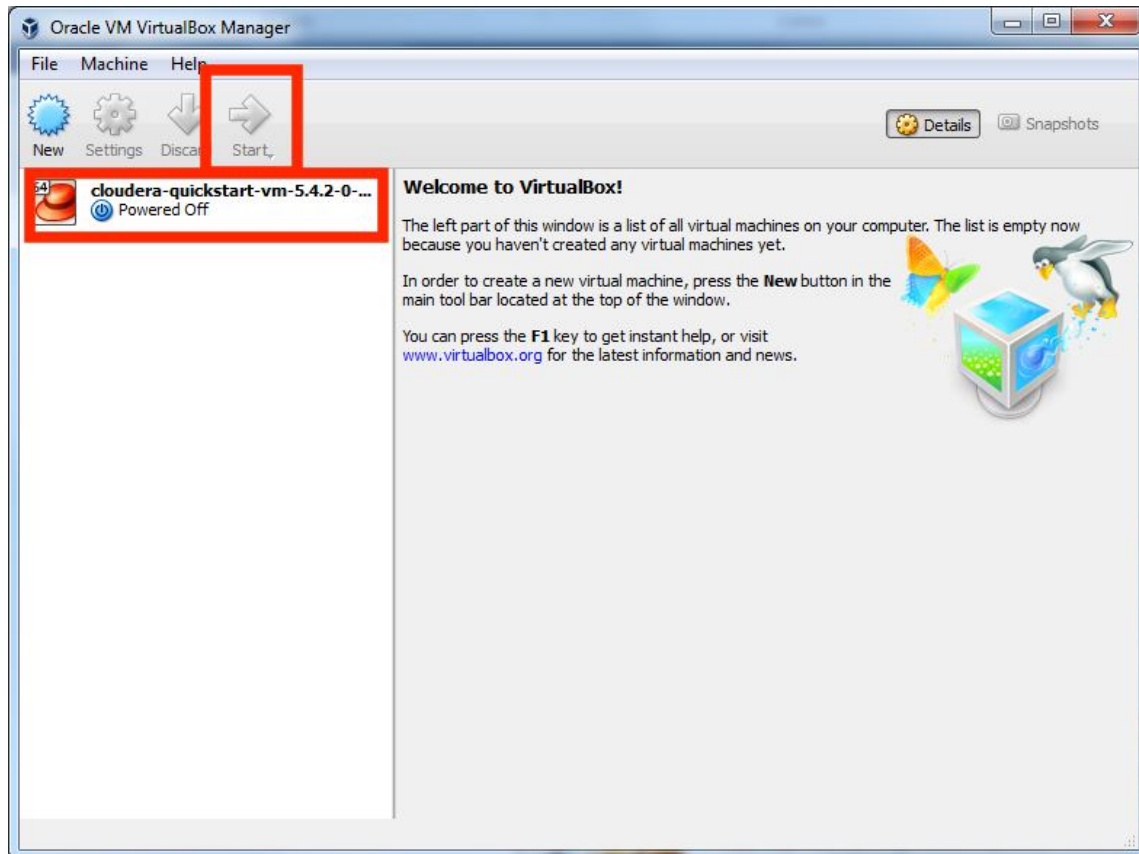 Oracle VM VirtualBox Manager
File Machine Help
New Settings Discar Start
Details Snapshots
64
cloudera-quickstart-vm-5.4.2-0-...
Powered Off
Welcome to VirtualBox!
The left part of this window is a list of all virtual machines on your computer. The list is empty now
because you haven't created any virtual machines yet.
In order to create a new virtual machine, press the New button in the
main tool bar located at the top of the window.
You can press the F1 key to get instant help, or visit
www.virtualbox.org for the latest information and news.